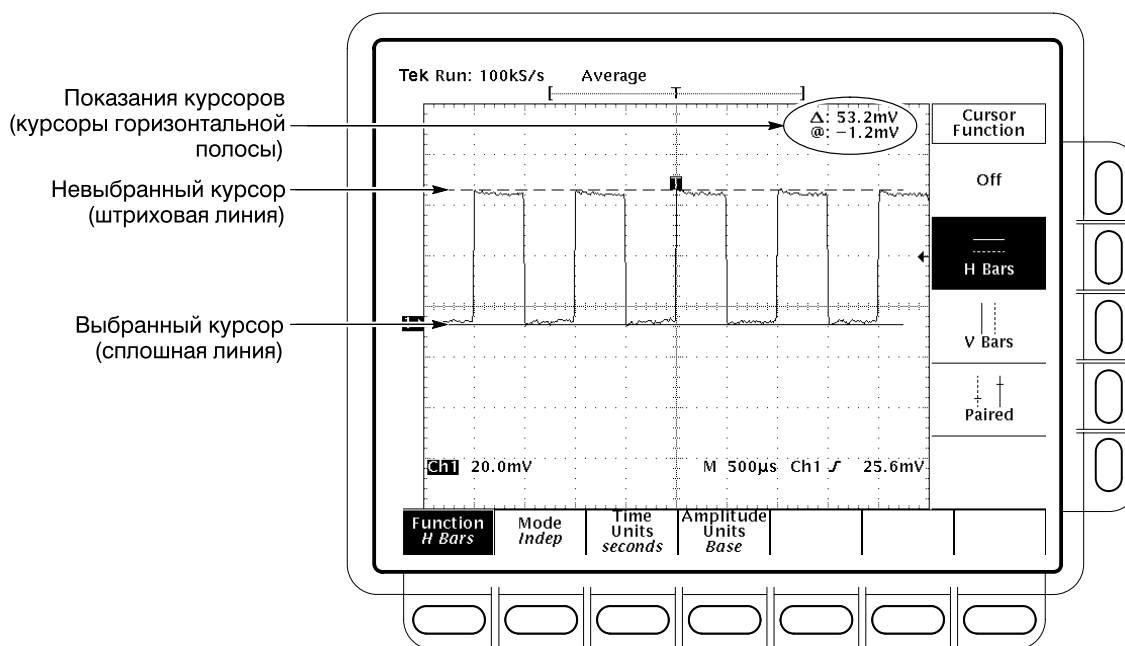 Tek Run: 100kS/s Average
[ T ]
Показания курсоров
(курсоры горизонтальной
полосы)
Δ: 53.2mV
@: −1.2mV
Cursor
Function
Невыбранный курсор
(штриховая линия)
T
Off
H Bars
1
Выбранный курсор
(сплошная линия)
V Bars
Paired
Ch1 20.0mV M 500µs Ch1 25.6mV
Function
H Bars
Mode
Indep
Time
Units
seconds
Amplitude
Units
Base